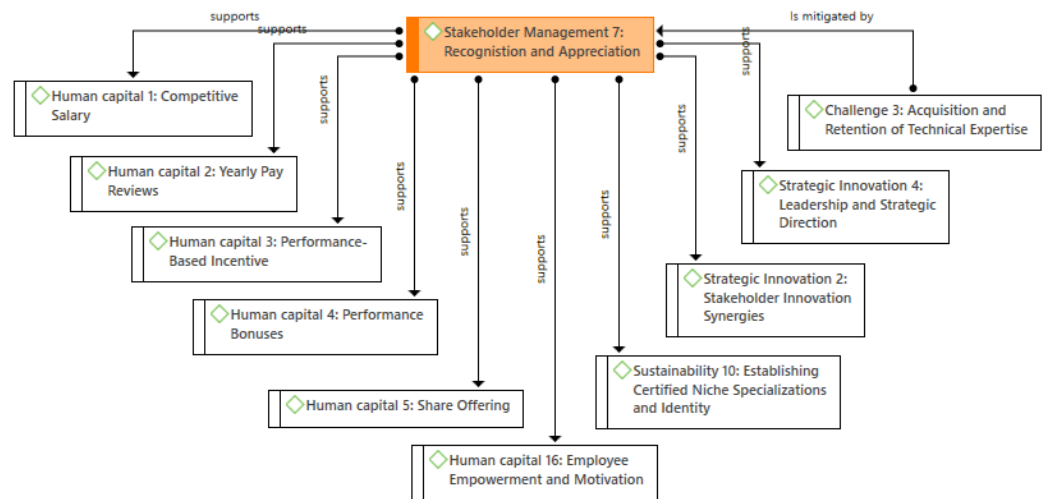 supports
supports
Stakeholder Management 7:
Recognistion and Appreciation
Is mitigated by
Human capital 1: Competitive
Salary
supports
supports
Challenge 3: Acquisition and
Retention of Technical Expertise
Human capital 2: Yearly Pay
Reviews
supports
supports
supports
supports
supports
Strategic Innovation 4:
Leadership and Strategic
Direction
Human capital 3: Performance-
Based Incentive
Strategic Innovation 2:
Stakeholder Innovation
Synergies
Human capital 4: Performance
Bonuses
Sustainability 10: Establishing
Certified Niche Specializations
and Identity
Human capital 5: Share Offering
Human capital 16: Employee
Empowerment and Motivation